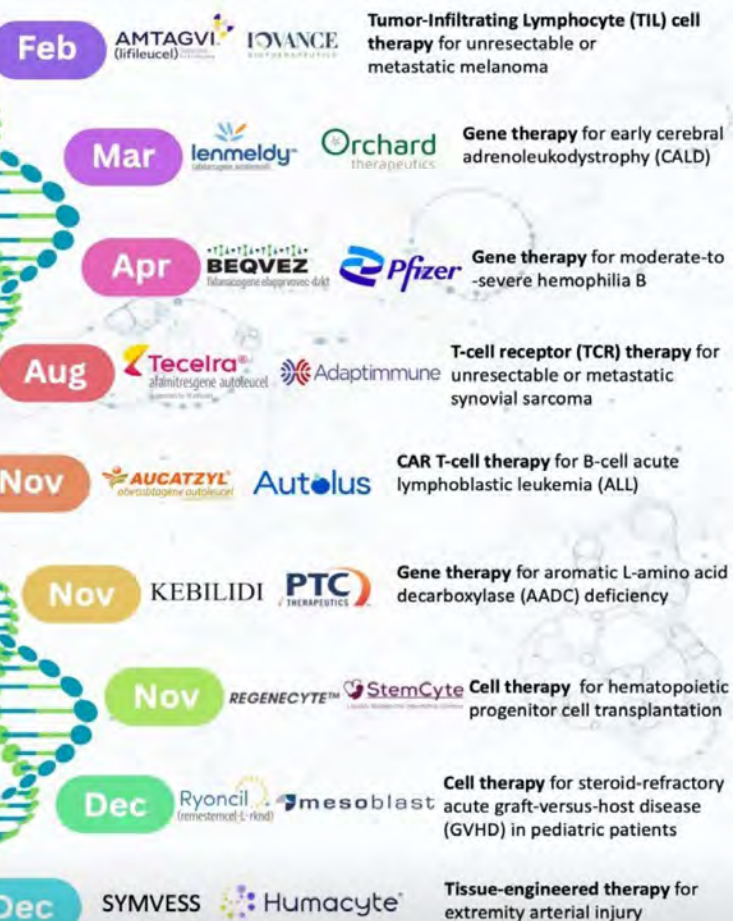 Feb
AMTAGVI
(lifileucel)
IOVANCE
BIOTHERAPEUTICS
Tumor-Infiltrating Lymphocyte (TIL) cell
therapy for unresectable or
metastatic melanoma
Mar
lenmeldy
Orchard
therapeutics
Gene therapy for early cerebral
adrenoleukodystrophy (CALD)
Apr
BEQVEZ
Pfizer
Gene therapy for moderate-to
-severe hemophilia B
Aug
Tecelra®
afamitresgene autoleucel
Adaptimmune
T-cell receptor (TCR) therapy for
unresectable or metastatic
synovial sarcoma
Nov
AUCATZYL®
obecabtagene autoleucel
Autolus
CAR T-cell therapy for B-cell acute
lymphoblastic leukemia (ALL)
Nov
KEBILIDI
PTC
THERAPEUTICS
Gene therapy for aromatic L-amino acid
decarboxylase (AADC) deficiency
Nov
REGENECYTE™
StemCyte
Cell therapy for hematopoietic
progenitor cell transplantation
Dec
Ryoncil
(remestemcel-L-rknd)
mesoblast
Cell therapy for steroid-refractory
acute graft-versus-host disease
(GVHD) in pediatric patients
Dec
SYMVESS
Humacyte
Tissue-engineered therapy for
extremity arterial injury